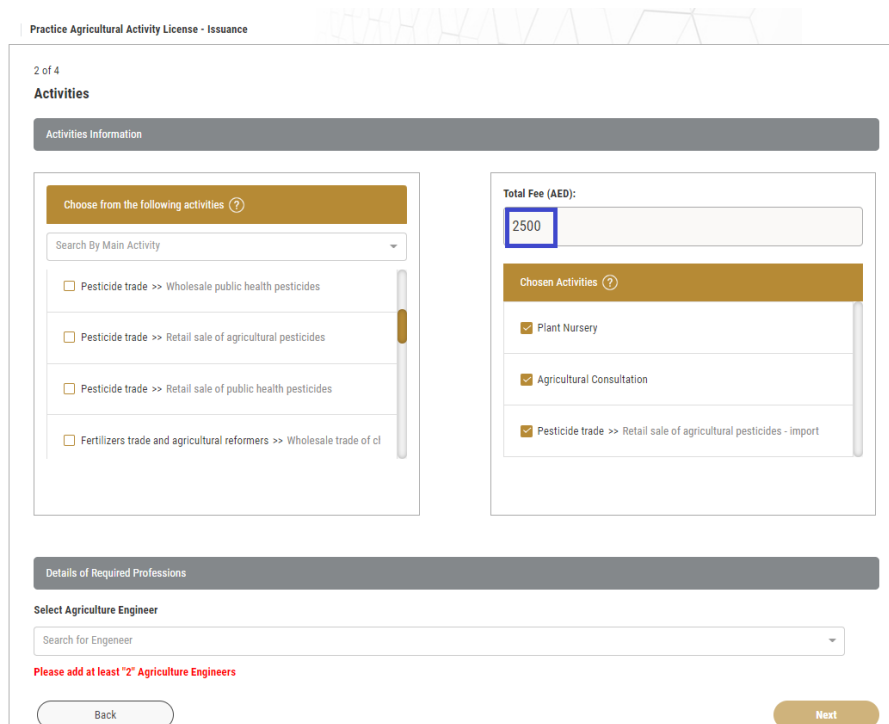 Practice Agricultural Activity License - Issuance
2 of 4
Activities
Activities Information
Choose from the following activities ?
Search By Main Activity
Pesticide trade >> Wholesale public health pesticides
Pesticide trade >> Retail sale of agricultural pesticides
Pesticide trade >> Retail sale of public health pesticides
Fertilizers trade and agricultural reformers >> Wholesale trade of cl
Total Fee (AED):
2500
Chosen Activities ?
Plant Nursery
Agricultural Consultation
Pesticide trade >> Retail sale of agricultural pesticides - import
Details of Required Professions
Select Agriculture Engineer
Search for Engeneer
Please add at least "2" Agriculture Engineers
Back
Next